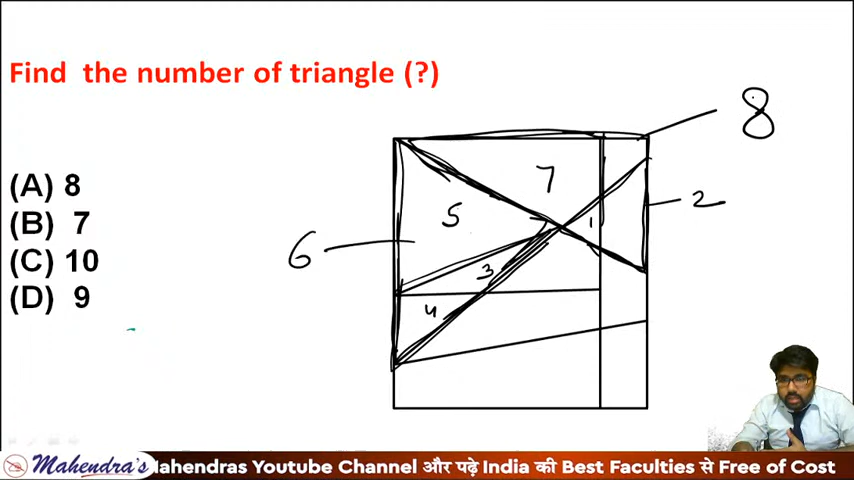 Find the number of triangle (?)
8
(A) 8
7
(B) 7
5
1
2
6
(C) 10
3
(D) 9
4
Mahendra's
Mahendras Youtube Channel और पढ़े India की Best Faculties से Free of Cost